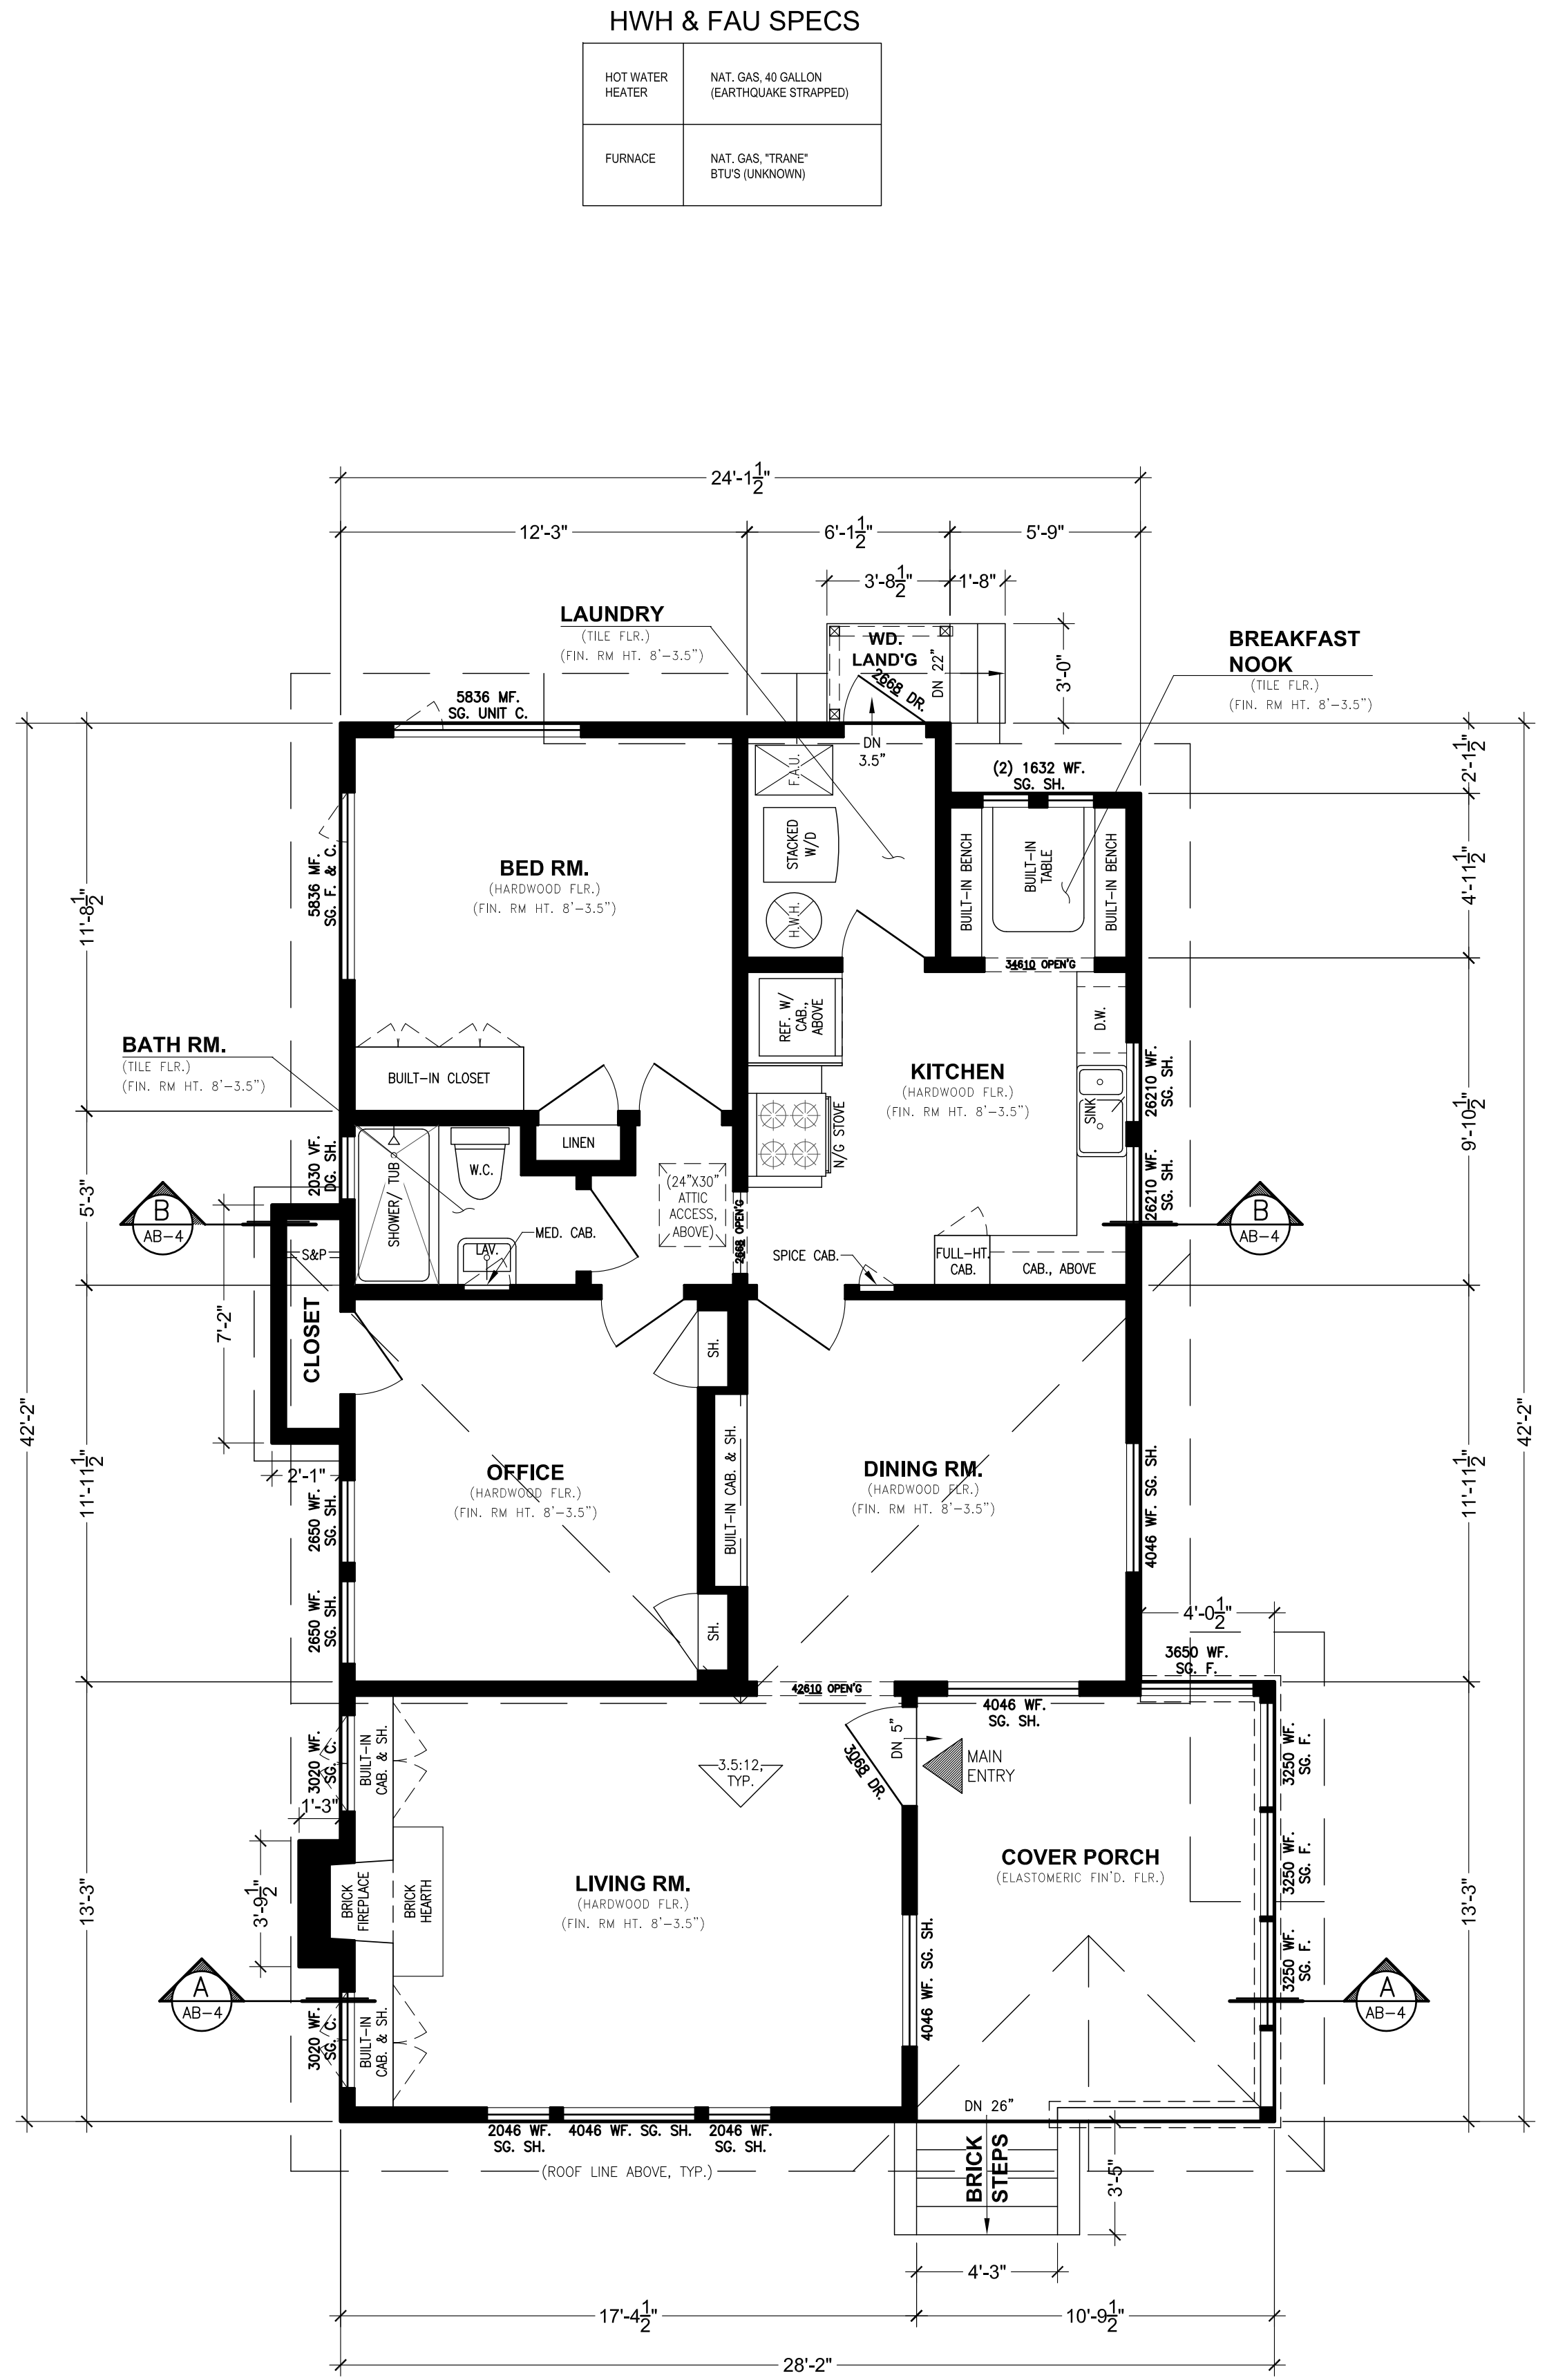 HWH & FAU SPECS
HOT WATER
HEATER
NAT. GAS, 40 GALLON
(EARTHQUAKE STRAPPED)
FURNACE
NAT. GAS, "TRANE"
BTU'S (UNKNOWN)
24'-1 1/2"
12'-3"
6'-1 1/2"
5'-9"
3'-8 1/2"
1'-8"
LAUNDRY
(TILE FLR.)
(FIN. RM HT. 8'-3.5")
WD.
LAND'G
DN 22"
2668 DR.
3'-0"
BREAKFAST
NOOK
(TILE FLR.)
(FIN. RM HT. 8'-3.5")
5836 MF.
SG. UNIT C.
DN
3.5"
F.A.U.
(2) 1632 WF.
SG. SH.
2'-1 1/2"
5836 MF.
SG. F. & C.
BED RM.
(HARDWOOD FLR.)
(FIN. RM HT. 8'-3.5")
STACKED
W/D
H.W.H.
BUILT-IN BENCH
BUILT-IN
TABLE
BUILT-IN BENCH
4'-11 1/2"
11'-8 1/2"
34610 OPEN'G
REF. W/
CAB.,
ABOVE
D.W.
BATH RM.
(TILE FLR.)
(FIN. RM HT. 8'-3.5")
BUILT-IN CLOSET
KITCHEN
(HARDWOOD FLR.)
(FIN. RM HT. 8'-3.5")
SINK
26210 WF.
SG. SH.
9'-10 1/2"
2030 VF.
DG. SH.
LINEN
W.C.
N/G STOVE
SHOWER/ TUB
(24"X30"
ATTIC
ACCESS,
ABOVE)
26210 WF.
SG. SH.
5'-3"
B
AB-4
B
AB-4
MED. CAB.
LAV.
2668 OPEN'G
S&P
SPICE CAB.
FULL-HT.
CAB.
CAB., ABOVE
7'-2"
CLOSET
SH.
42'-2"
42'-2"
11'-11 1/2"
2'-1"
OFFICE
(HARDWOOD FLR.)
(FIN. RM HT. 8'-3.5")
BUILT-IN CAB. & SH.
DINING RM.
(HARDWOOD FLR.)
(FIN. RM HT. 8'-3.5")
4046 WF. SG. SH.
11'-11 1/2"
2650 WF.
SG. SH.
2650 WF.
SG. SH.
SH.
4'-0 1/2"
3650 WF.
SG. F.
42610 OPEN'G
4046 WF.
SG. SH.
3020 WF.
SG. C.
BUILT-IN
CAB. & SH.
DN 5"
3068 DR.
MAIN
ENTRY
3.5:12,
TYP.
3250 WF.
SG. F.
1'-3"
3'-9 1/2"
BRICK
FIREPLACE
BRICK
HEARTH
LIVING RM.
(HARDWOOD FLR.)
(FIN. RM HT. 8'-3.5")
COVER PORCH
(ELASTOMERIC FIN'D. FLR.)
3250 WF.
SG. F.
13'-3"
13'-3"
4046 WF. SG. SH.
3250 WF.
SG. F.
A
AB-4
A
AB-4
3020 WF.
SG. C.
BUILT-IN
CAB. & SH.
DN 26"
2046 WF.
SG. SH.
4046 WF. SG. SH.
2046 WF.
SG. SH.
(ROOF LINE ABOVE, TYP.)
BRICK
STEPS
3'-5"
4'-3"
17'-4 1/2"
10'-9 1/2"
28'-2"